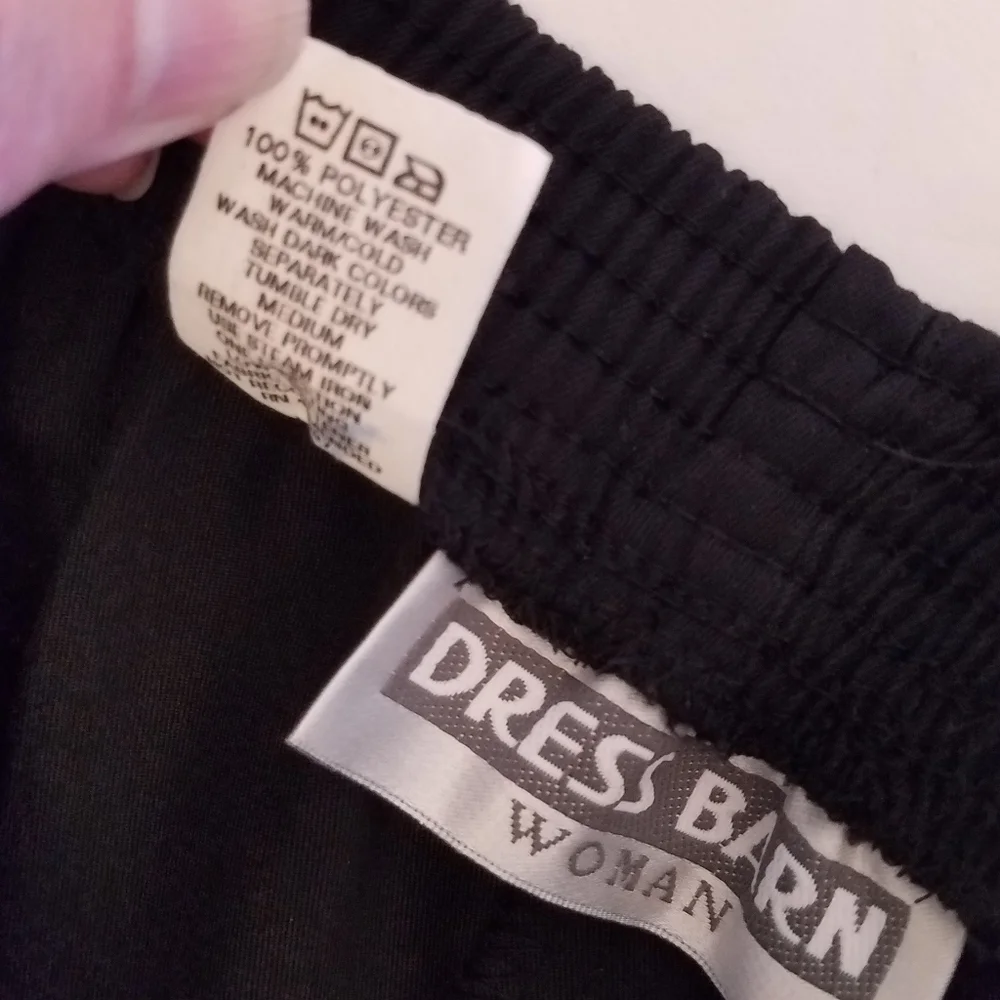 100% POLYESTER
MACHINE WASH
WARM/COLD
WASH DARK COLORS
SEPARATELY
TUMBLE DRY
MEDIUM
REMOVE PROMPTLY
USE STEAM IRON
RN
DRESS BARN
WOMAN